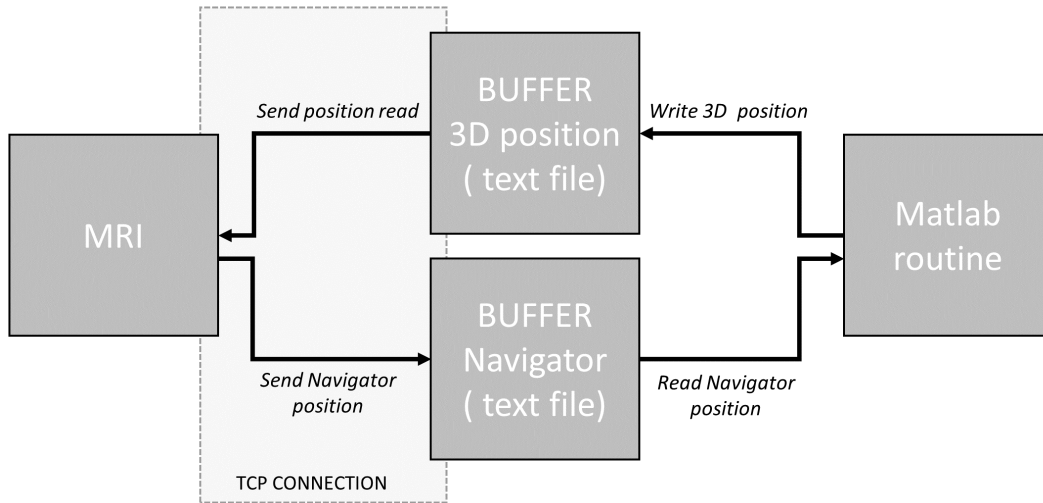 BUFFER
3D position
( text file)
Send position read
Write 3D  position
MRI
Matlab
routine
BUFFER
Navigator
( text file)
Send Navigator
position
Read Navigator
position
TCP CONNECTION